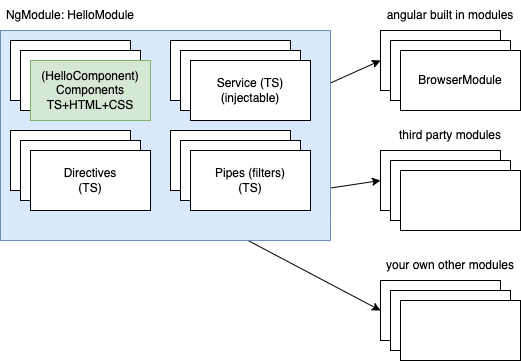 NgModule: HelloModule
(HelloComponent)
Components
TS+HTML+CSS
Service (TS)
(injectable)
Directives
(TS)
Pipes (filters)
(TS)
angular built in modules
BrowserModule
third party modules
your own other modules